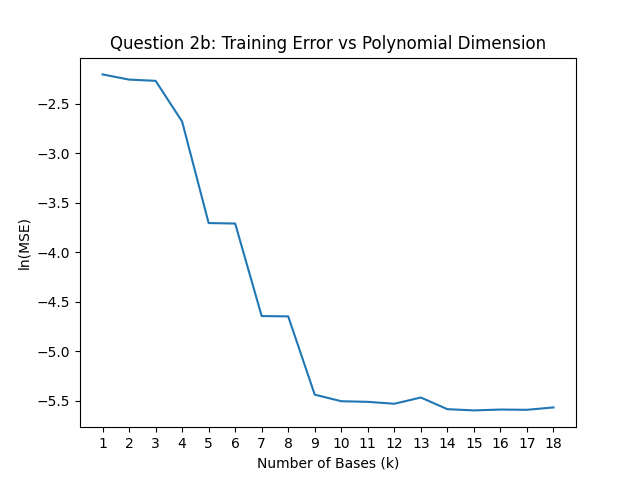 Question 2b: Training Error vs Polynomial Dimension
ln(MSE)
−2.5
−3.0
−3.5
−4.0
−4.5
−5.0
−5.5
1 2 3 4 5 6 7 8 9 10 11 12 13 14 15 16 17 18
Number of Bases (k)